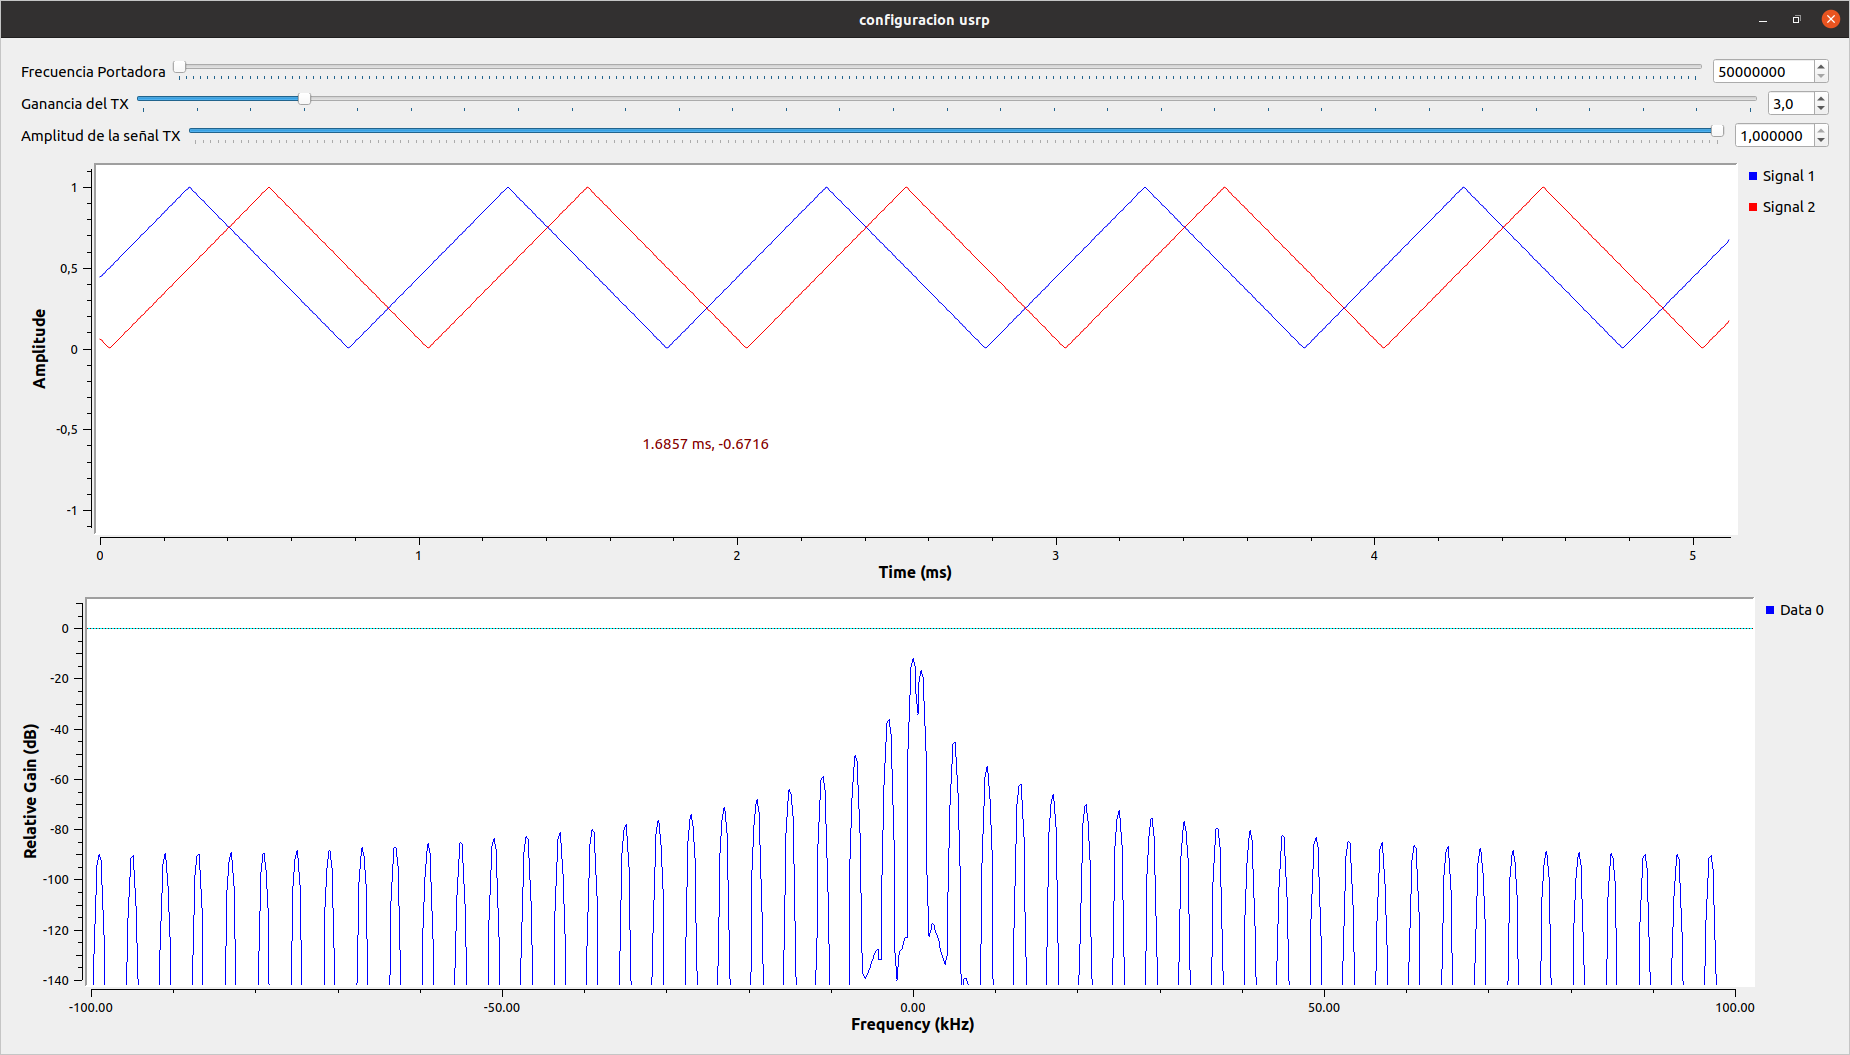 configuracion usrp
Frecuencia Portadora
50000000
Ganancia del TX
3,0
Amplitud de la señal TX
1,000000
Signal 1
Signal 2
Amplitude
1
0,5
0
-0,5
-1
1.6857 ms, -0.6716
0 1 2 3 4 5
Time (ms)
Data 0
Relative Gain (dB)
0
-20
-40
-60
-80
-100
-120
-140
-100.00 -50.00 0.00 50.00 100.00
Frequency (kHz)